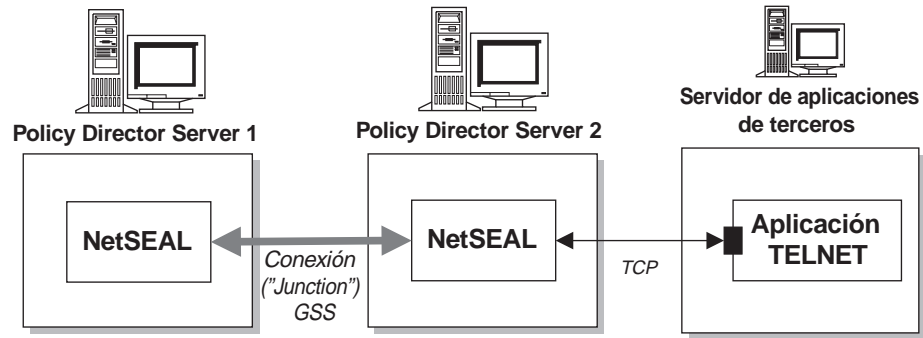 Policy Director Server 1
Policy Director Server 2
Servidor de aplicaciones
de terceros
NetSEAL
Conexión
("Junction")
GSS
NetSEAL
TCP
Aplicación
TELNET